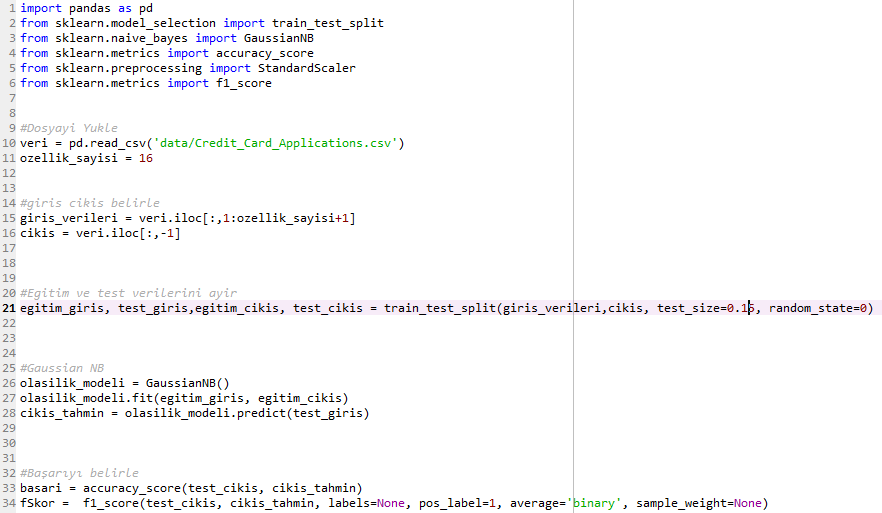 1 import pandas as pd
2 from sklearn.model_selection import train_test_split
3 from sklearn.naive_bayes import GaussianNB
4 from sklearn.metrics import accuracy_score
5 from sklearn.preprocessing import StandardScaler
6 from sklearn.metrics import f1_score
7
8
9 #Dosyayi Yukle
10 veri = pd.read_csv('data/Credit_Card_Applications.csv')
11 ozellik_sayisi = 16
12
13
14 #giris cikis belirle
15 giris_verileri = veri.iloc[:,1:ozellik_sayisi+1]
16 cikis = veri.iloc[:,-1]
17
18
19
20 #Egitim ve test verilerini ayir
21 egitim_giris, test_giris,egitim_cikis, test_cikis = train_test_split(giris_verileri,cikis, test_size=0.15, random_state=0)
22
23
24
25 #Gaussian NB
26 olasilik_modeli = GaussianNB()
27 olasilik_modeli.fit(egitim_giris, egitim_cikis)
28 cikis_tahmin = olasilik_modeli.predict(test_giris)
29
30
31
32 #Başarıyı belirle
33 basari = accuracy_score(test_cikis, cikis_tahmin)
34 fSkor =  f1_score(test_cikis, cikis_tahmin, labels=None, pos_label=1, average='binary', sample_weight=None)